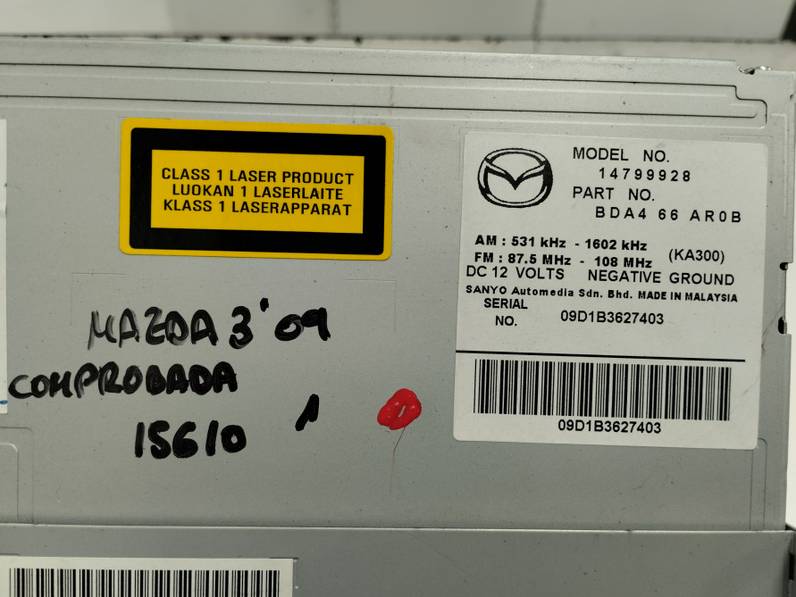 CLASS 1 LASER PRODUCT
LUOKAN 1 LASERLAITE
KLASS 1 LASERAPPARAT
MODEL NO.
14799928
PART NO.
BDA4 66 AR0B
AM : 531 kHz - 1602 kHz
FM : 87.5 MHz - 108 MHz (KA300)
DC 12 VOLTS NEGATIVE GROUND
SANYO Automedia Sdn. Bhd. MADE IN MALAYSIA
SERIAL
NO. 09D1B3627403
09D1B3627403
MAZDA 3 '09
COMPROBADA
15610 1